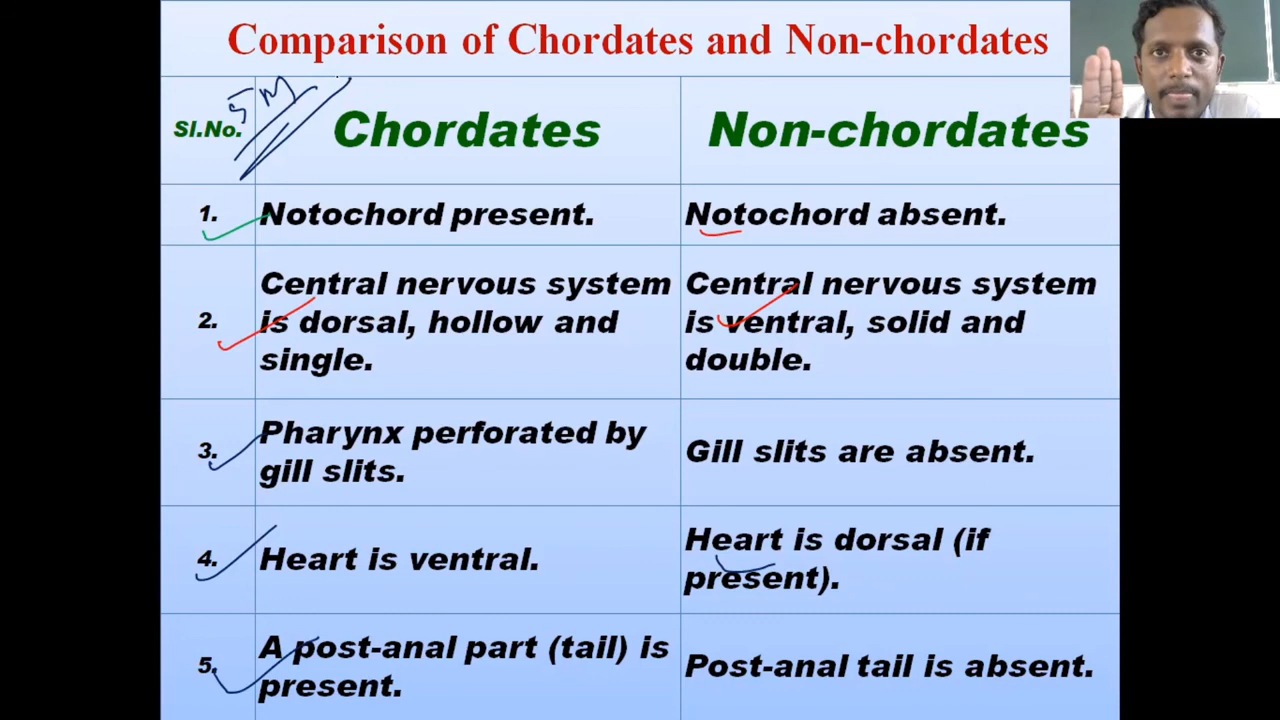 Comparison of Chordates and Non-chordates
Sl.No.
5 M
Chordates
Non-chordates
1.
Notochord present.
Notochord absent.
2.
Central nervous system
is dorsal, hollow and
single.
Central nervous system
is ventral, solid and
double.
3.
Pharynx perforated by
gill slits.
Gill slits are absent.
4.
Heart is ventral.
Heart is dorsal (if
present).
5.
A post-anal part (tail) is
present.
Post-anal tail is absent.